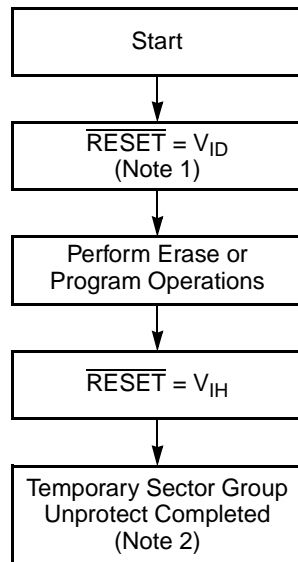 Start
RESET = VID
(Note 1)
Perform Erase or
Program Operations
RESET = VIH
Temporary Sector Group
Unprotect Completed
(Note 2)